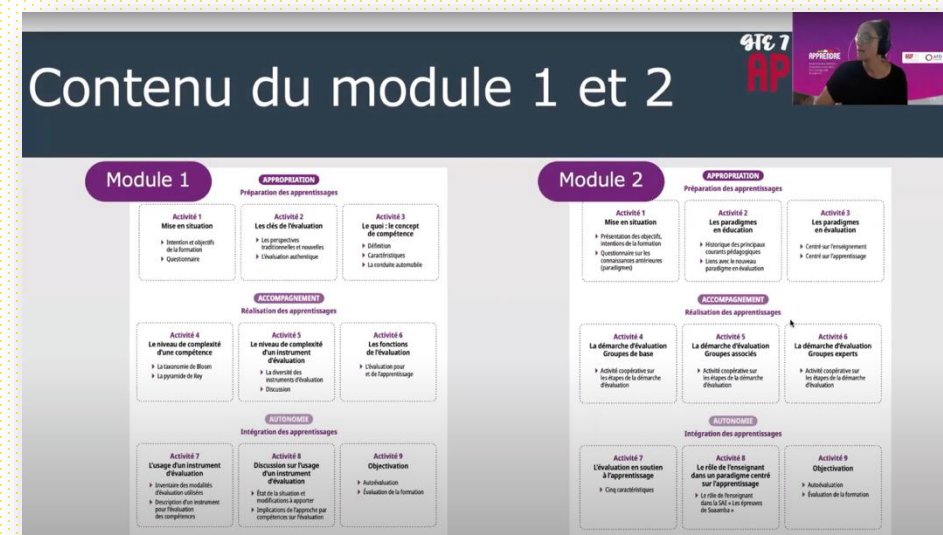 GTE 7
AP
APPRENDRE
Contenu du module 1 et 2
Module 1
APPROPRIATION
Préparation des apprentissages
Activité 1
Mise en situation
Intention et objectifs
de la formation
Questionnaire
Activité 2
Les clés de l'évaluation
Les perspectives
traditionnelles et nouvelles
L'évaluation authentique
Activité 3
Le quoi : le concept
de compétence
Définition
Caractéristiques
La conduite automobile
ACCOMPAGNEMENT
Réalisation des apprentissages
Activité 4
Le niveau de complexité
d'une compétence
La taxonomie de Bloom
La pyramide de Rey
Activité 5
Le niveau de complexité
d'un instrument
d'évaluation
La diversité des
instruments d'évaluation
Discussion
Activité 6
Les fonctions
de l'évaluation
L'évaluation pour
et de l'apprentissage
AUTONOMIE
Intégration des apprentissages
Activité 7
L'usage d'un instrument
d'évaluation
Inventaire des modalités
d'évaluation utilisées
Description d'un instrument
pour l'évaluation
des compétences
Activité 8
Discussion sur l'usage
d'un instrument
d'évaluation
État de la situation et
modifications à apporter
Implications de l'approche par
compétences sur l'évaluation
Activité 9
Objectivation
Autoévaluation
Évaluation de la formation
Module 2
APPROPRIATION
Préparation des apprentissages
Activité 1
Mise en situation
Présentation des objectifs,
intentions de la formation
Questionnaire sur les
connaissances antérieures
(paradigmes)
Activité 2
Les paradigmes
en éducation
Historique des principaux
courants pédagogiques
Liens avec le nouveau
paradigme en évaluation
Activité 3
Les paradigmes
en évaluation
Centré sur l'enseignement
Centré sur l'apprentissage
ACCOMPAGNEMENT
Réalisation des apprentissages
Activité 4
La démarche d'évaluation
Groupes de base
Activité coopérative sur
les étapes de la démarche
d'évaluation
Activité 5
La démarche d'évaluation
Groupes associés
Activité coopérative sur
les étapes de la démarche
d'évaluation
Activité 6
La démarche d'évaluation
Groupes experts
Activité coopérative sur
les étapes de la démarche
d'évaluation
AUTONOMIE
Intégration des apprentissages
Activité 7
L'évaluation en soutien
à l'apprentissage
Cinq caractéristiques
Activité 8
Le rôle de l'enseignant
dans un paradigme centré
sur l'apprentissage
Le rôle de l'enseignant
dans la SAE « Les épreuves
de Suaamba »
Activité 9
Objectivation
Autoévaluation
Évaluation de la formation